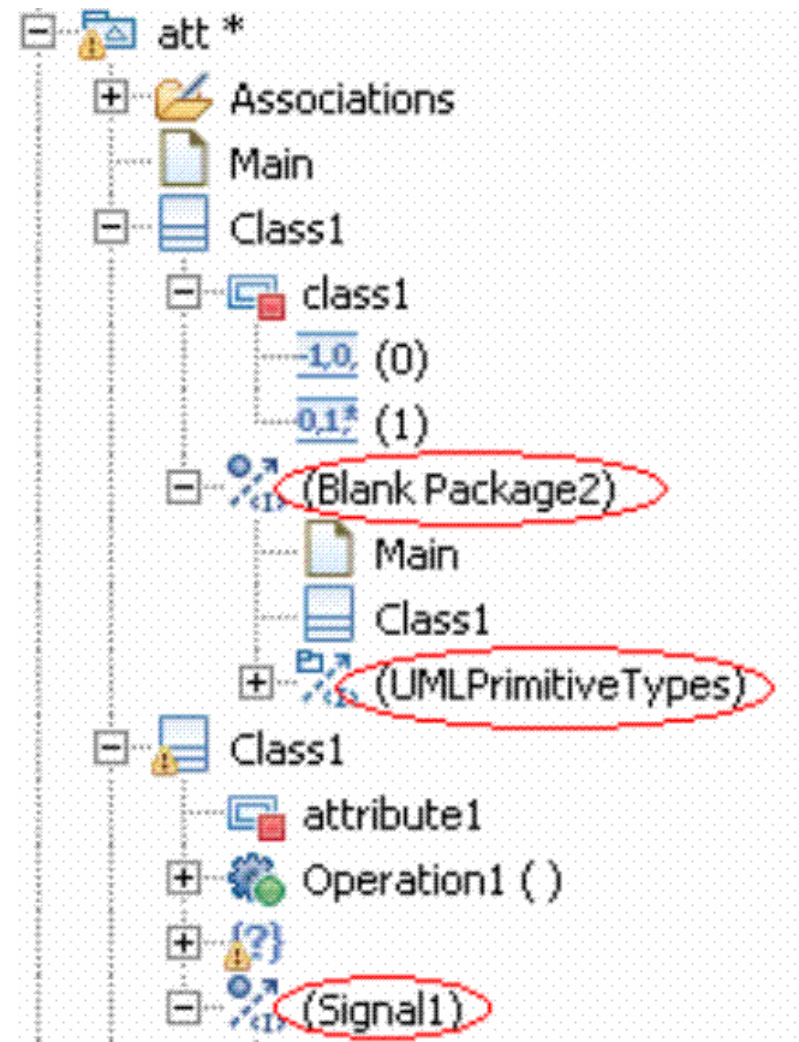 att *
Associations
Main
Class1
class1
-1,0, (0)
0,1,* (1)
<I> (Blank Package2)
Main
Class1
<I> (UMLPrimitiveTypes)
Class1
attribute1
Operation1 ( )
{?}
<I> (Signal1)